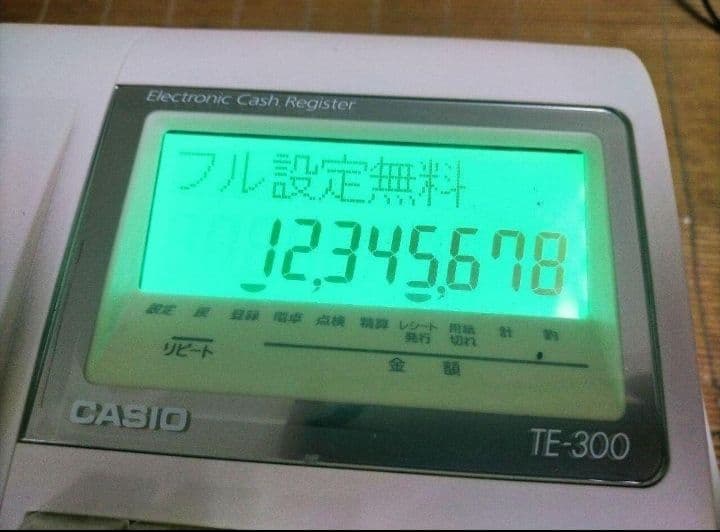 Electronic Cash Register
フル設定無料
12,345,678
設定 戻 登録 電卓 点検 精算 レシート発行 用紙切れ 計 釣
リピート
金額
CASIO
TE-300